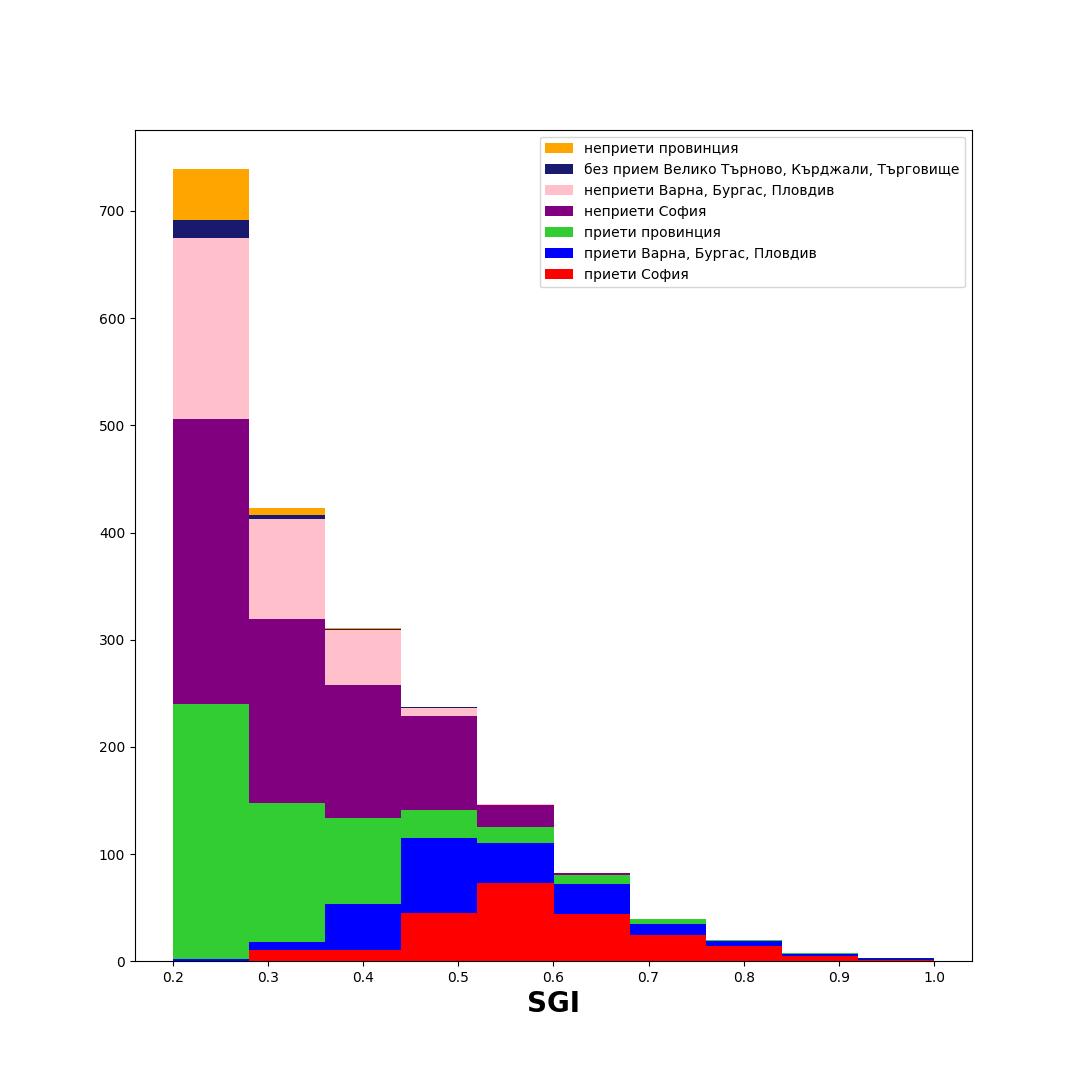 неприети провинция
без прием Велико Търново, Кърджали, Търговище
неприети Варна, Бургас, Пловдив
неприети София
приети провинция
приети Варна, Бургас, Пловдив
приети София
700
600
500
400
300
200
100
0
0.2 0.3 0.4 0.5 0.6 0.7 0.8 0.9 1.0
SGI